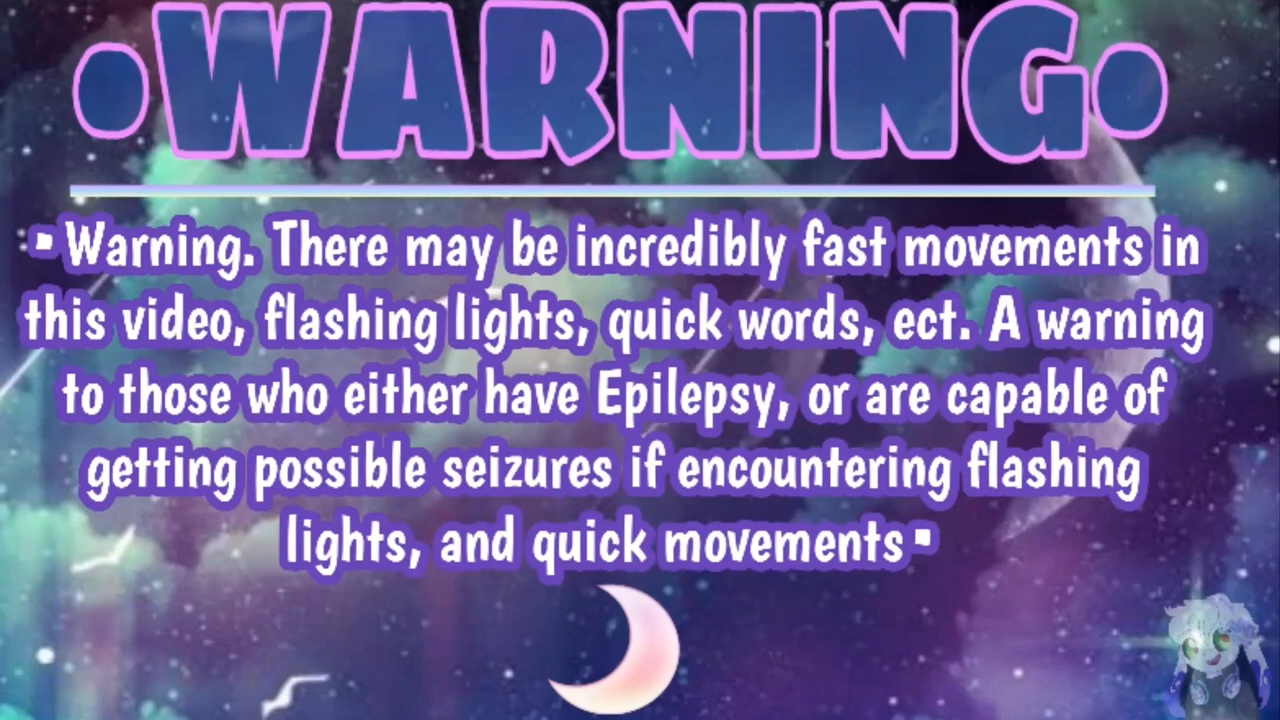 •WARNING•
▪Warning. There may be incredibly fast movements in
this video, flashing lights, quick words, ect. A warning
to those who either have Epilepsy, or are capable of
getting possible seizures if encountering flashing
lights, and quick movements▪